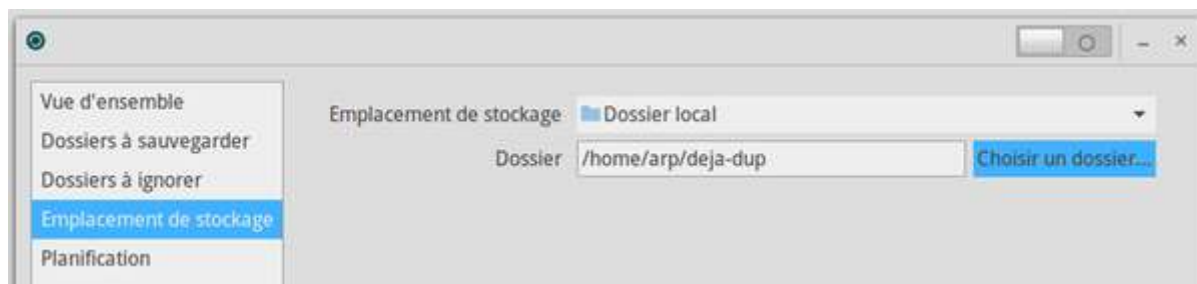 Vue d'ensemble
Dossiers à sauvegarder
Dossiers à ignorer
Emplacement de stockage
Planification
Emplacement de stockage Dossier local
Dossier /home/arp/deja-dup Choisir un dossier...